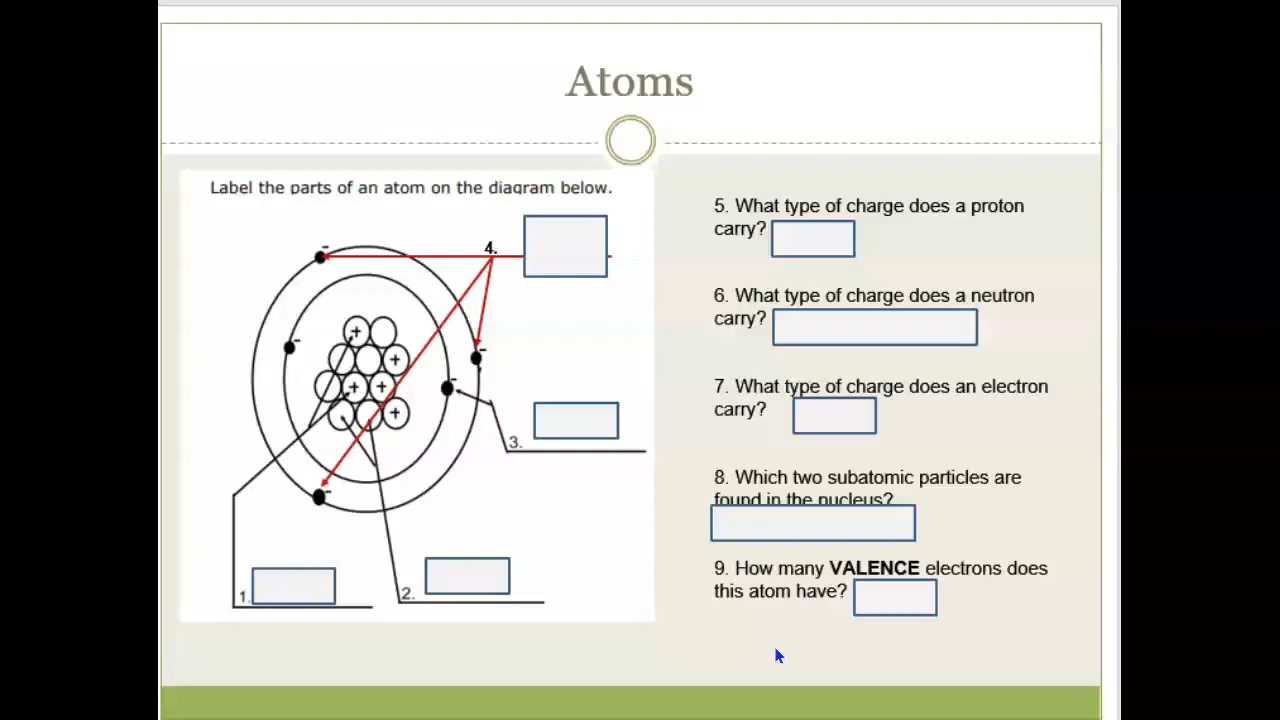 Atoms
Label the parts of an atom on the diagram below.
4.
-
-
-
-
-
+
+
+
+
+
3.
1.
2.
5. What type of charge does a proton
carry?
6. What type of charge does a neutron
carry?
7. What type of charge does an electron
carry?
8. Which two subatomic particles are
found in the nucleus?
9. How many VALENCE electrons does
this atom have?